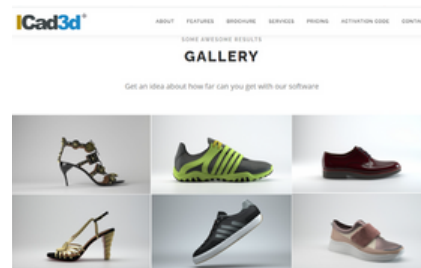 ICad3d®
ABOUT FEATURES BROCHURE SERVICES PRICING ACTIVATION CODE CONTA
SOME AWESOME RESULTS
GALLERY
Get an idea about how far can you get with our software